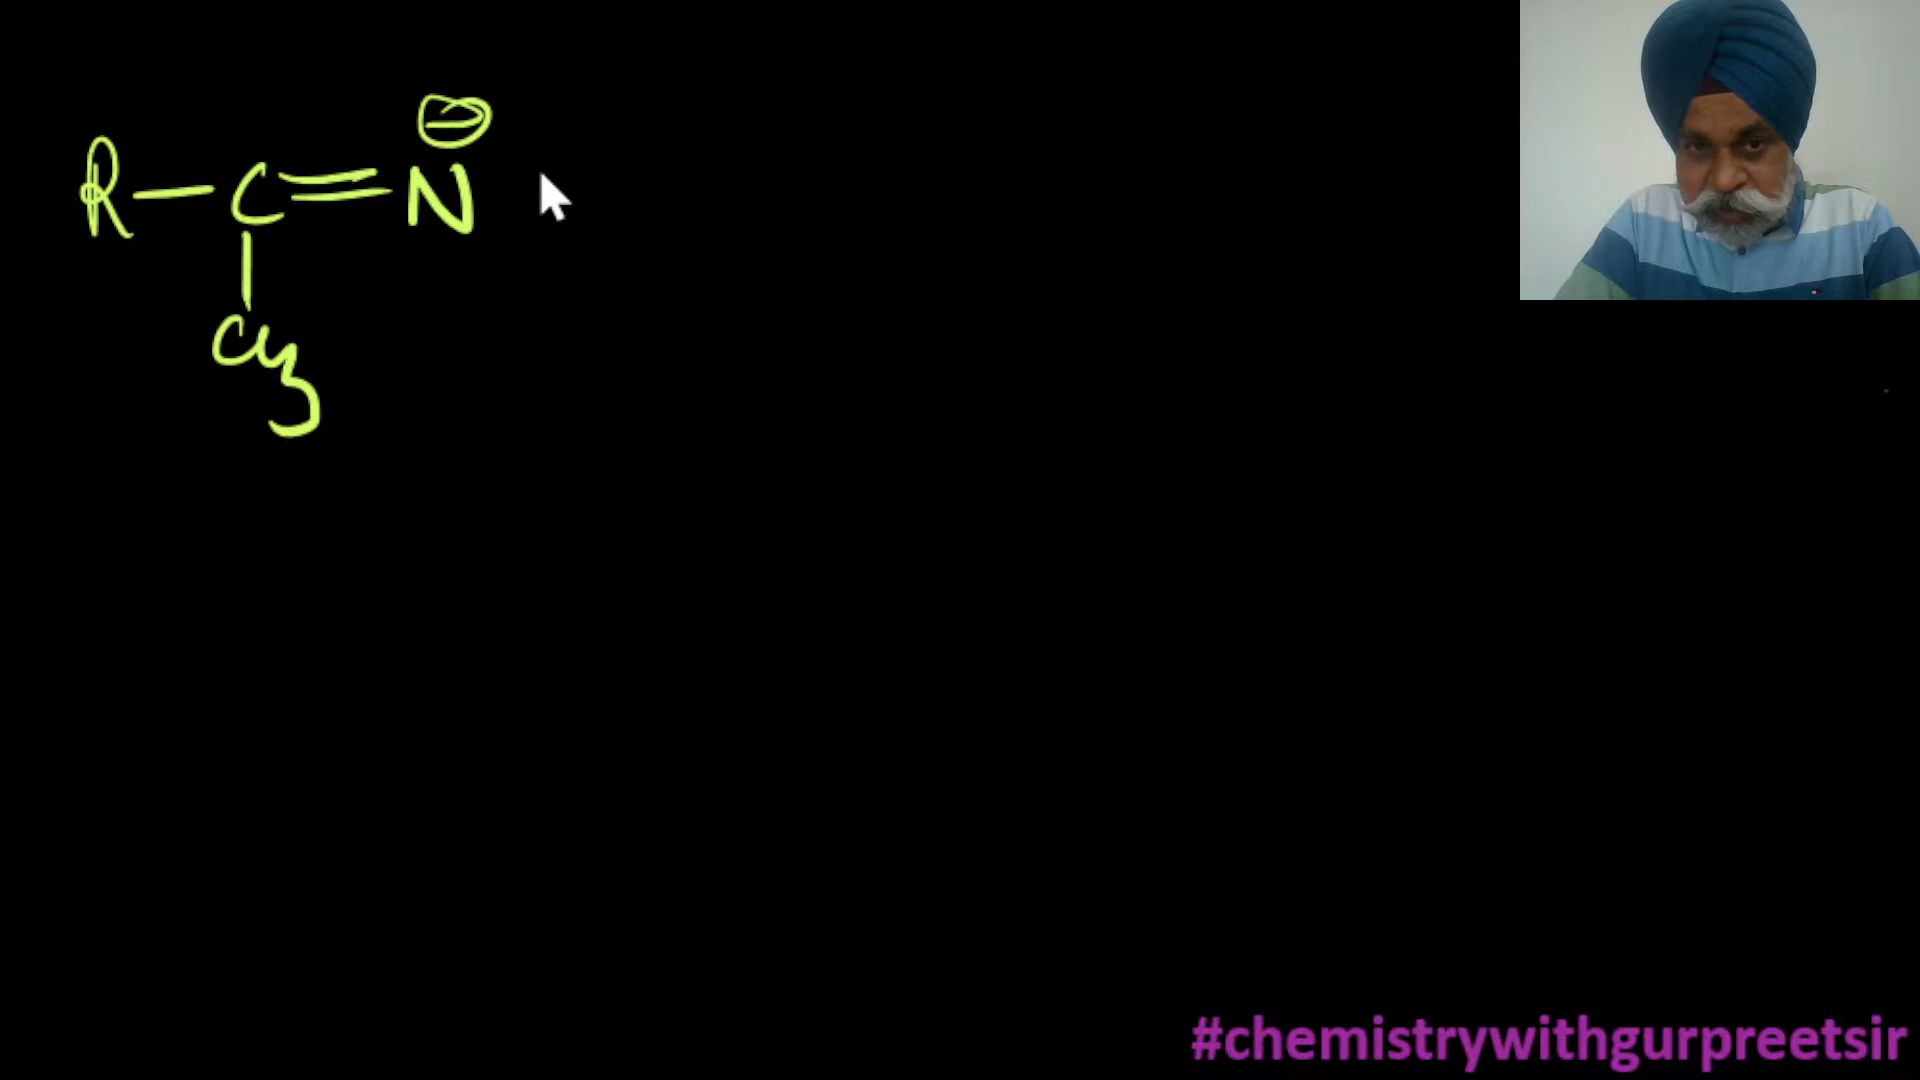 ⊖
R — C = N
|
CH3
#chemistrywithgurpreetsir